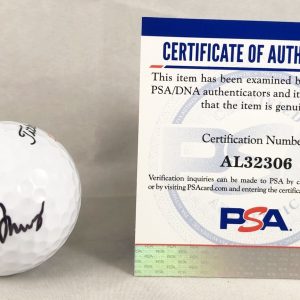 CERTIFICATE OF AUTH
This item has been examined by
PSA/DNA authenticators and it
that the item is genui
Certification Numbe
AL32306
Verification inquiries can be made to PSA by c
or by visiting PSAcard.com and entering the certificati
PSA